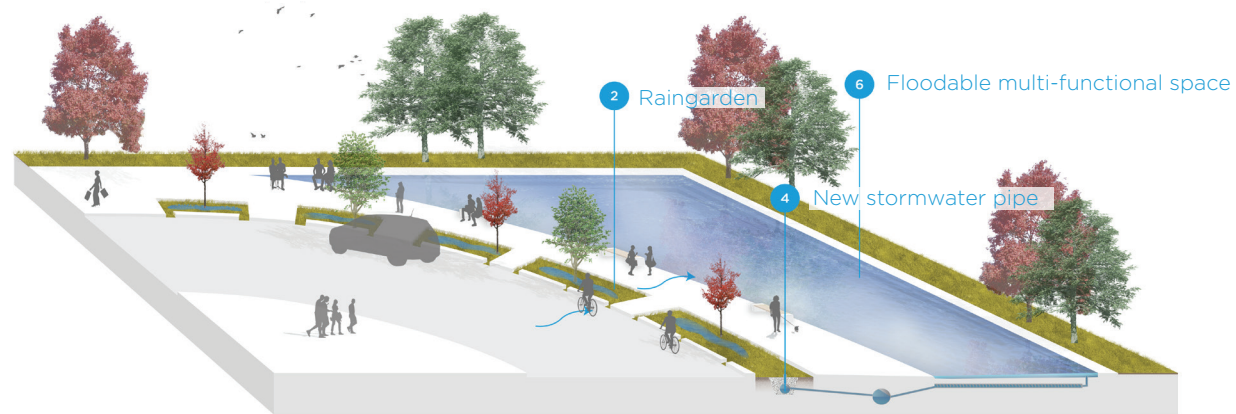 2 Raingarden
6 Floodable multi-functional space
4 New stormwater pipe